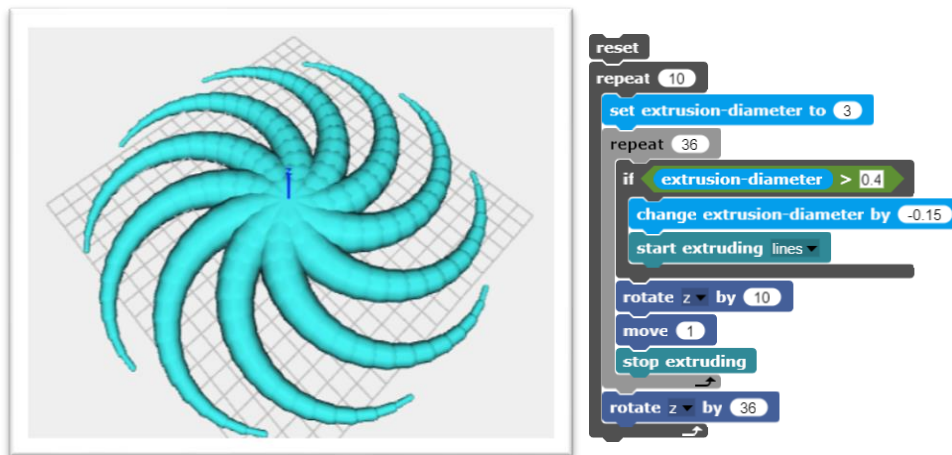 reset
repeat 10
set extrusion-diameter to 3
repeat 36
if extrusion-diameter > 0.4
change extrusion-diameter by -0.15
start extruding lines
rotate z by 10
move 1
stop extruding
rotate z by 36